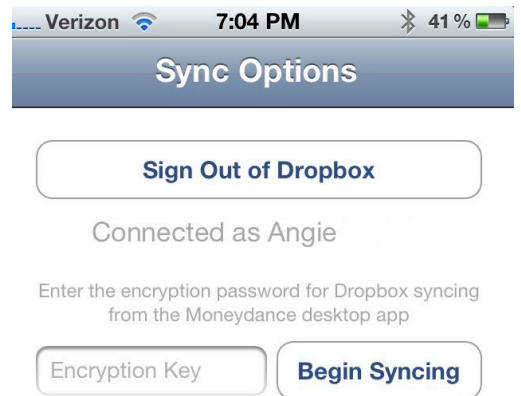 Verizon 7:04 PM 41%
Sync Options
Sign Out of Dropbox
Connected as Angie
Enter the encryption password for Dropbox syncing
from the Moneydance desktop app
Encryption Key Begin Syncing